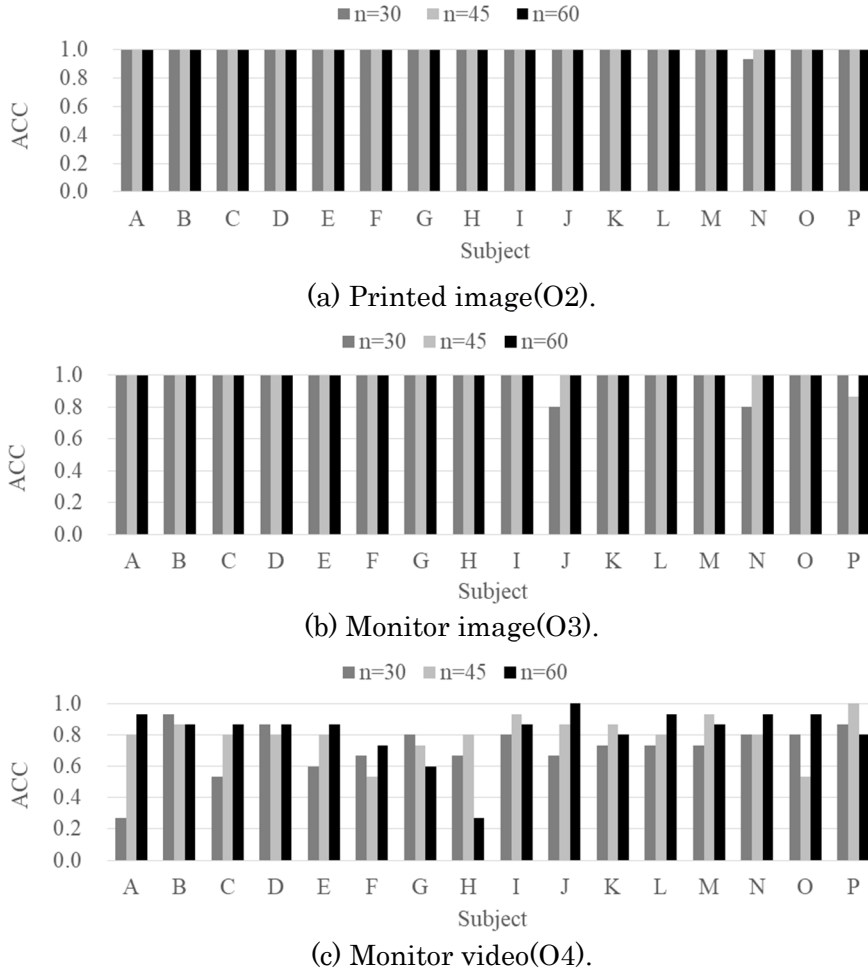 n=30 n=45 n=60
1.0
0.8
0.6
0.4
0.2
0.0
ACC
A B C D E F G H I J K L M N O P
Subject
(a) Printed image(O2).
n=30 n=45 n=60
1.0
0.8
0.6
0.4
0.2
0.0
ACC
A B C D E F G H I J K L M N O P
Subject
(b) Monitor image(O3).
n=30 n=45 n=60
1.0
0.8
0.6
0.4
0.2
0.0
ACC
A B C D E F G H I J K L M N O P
Subject
(c) Monitor video(O4).